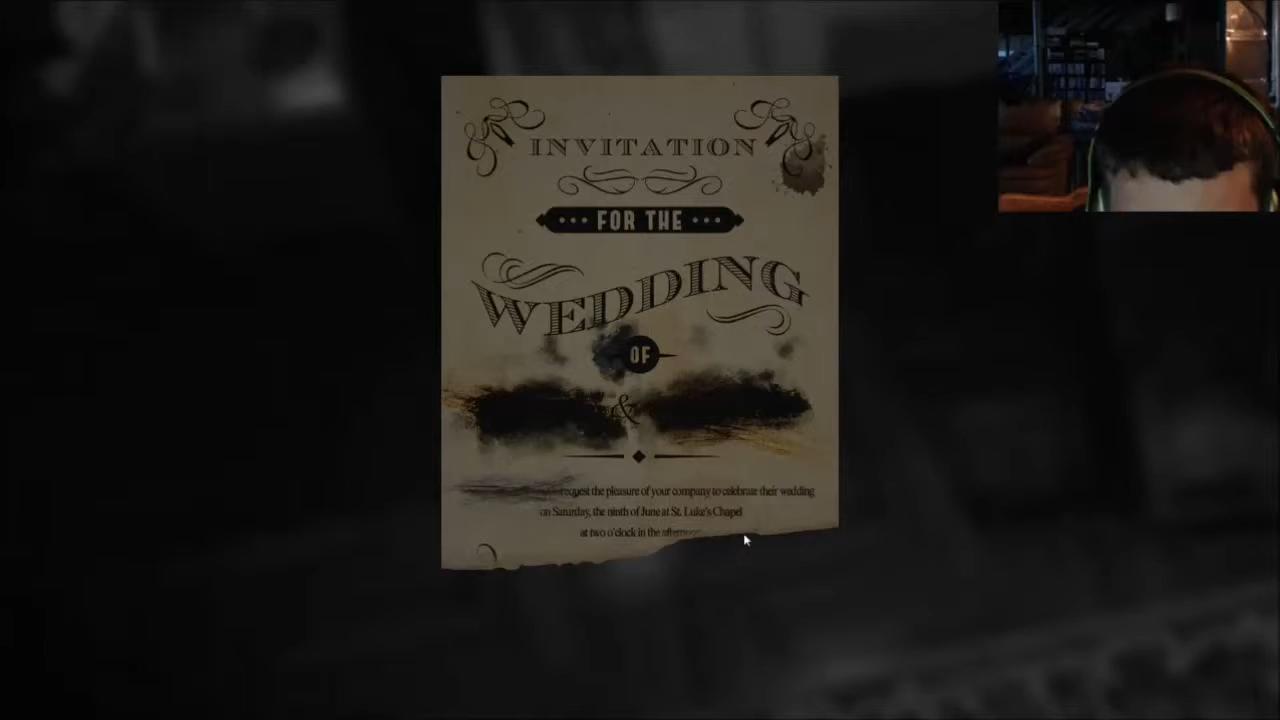 INVITATION
FOR THE
WEDDING
OF
&
request the pleasure of your company to celebrate their wedding
on Saturday, the ninth of June at St. Luke's Chapel
at two o'clock in the